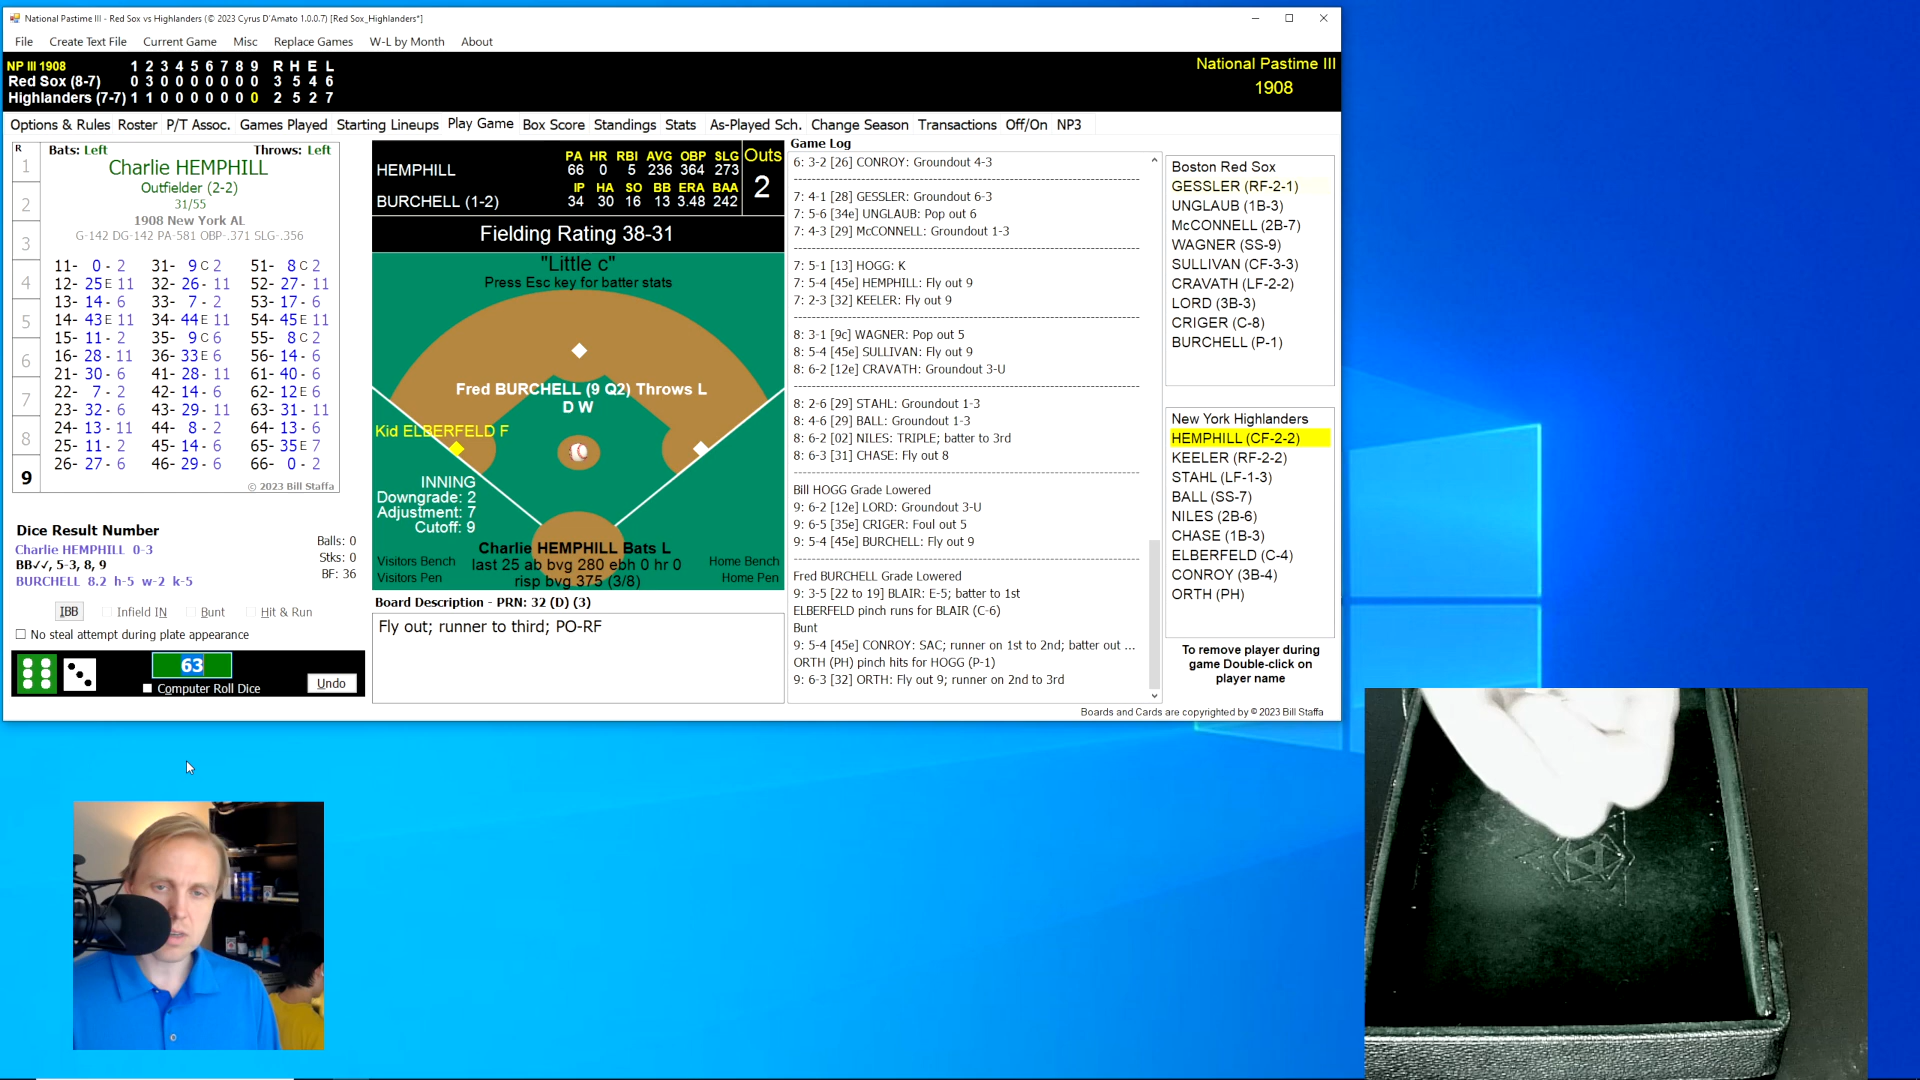 National Pastime III - Red Sox vs Highlanders (© 2023 Cyrus D'Amato 1.0.0.7) [Red Sox_Highlanders*]
File Create Text File Current Game Misc Replace Games W-L by Month About
NP III 1908 1 2 3 4 5 6 7 8 9 R H E L
Red Sox (8-7) 0 3 0 0 0 0 0 0 0 3 5 4 6
Highlanders (7-7) 1 1 0 0 0 0 0 0 0 2 5 2 7
National Pastime III
1908
Options & Rules Roster P/T Assoc. Games Played Starting Lineups Play Game Box Score Standings Stats As-Played Sch. Change Season Transactions Off/On NP3
R
1
2
3
4
5
6
7
8
9
Bats: Left Throws: Left
Charlie HEMPHILL
Outfielder (2-2)
31/55
1908 New York AL
G-142 DG-142 PA-581 OBP-.371 SLG-.356
11- 0 - 2 31- 9 C 2 51- 8 C 2
12- 25 E 11 32- 26 - 11 52- 27 - 11
13- 14 - 6 33- 7 - 2 53- 17 - 6
14- 43 E 11 34- 44 E 11 54- 45 E 11
15- 11 - 2 35- 9 C 6 55- 8 C 2
16- 28 - 11 36- 33 E 6 56- 14 - 6
21- 30 - 6 41- 28 - 11 61- 40 - 6
22- 7 - 2 42- 14 - 6 62- 12 E 6
23- 32 - 6 43- 29 - 11 63- 31 - 11
24- 13 - 11 44- 8 - 2 64- 13 - 6
25- 11 - 2 45- 14 - 6 65- 35 E 7
26- 27 - 6 46- 29 - 6 66- 0 - 2
© 2023 Bill Staffa
Dice Result Number
Charlie HEMPHILL 0-3
BB✓✓, 5-3, 8, 9
BURCHELL 8.2 h-5 w-2 k-5
Balls: 0
Stks: 0
BF: 36
IBB Infield IN Bunt Hit & Run
No steal attempt during plate appearance
63
Computer Roll Dice
Undo
PA HR RBI AVG OBP SLG
HEMPHILL 66 0 5 236 364 273
IP HA SO BB ERA BAA
BURCHELL (1-2) 34 30 16 13 3.48 242
Outs
2
Fielding Rating 38-31
"Little c"
Press Esc key for batter stats
Fred BURCHELL (9 Q2) Throws L
D W
Kid ELBERFELD F
INNING
Downgrade: 2
Adjustment: 7
Cutoff: 9
Charlie HEMPHILL Bats L
last 25 ab bvg 280 ebh 0 hr 0
risp bvg 375 (3/8)
Visitors Bench
Visitors Pen
Home Bench
Home Pen
Board Description - PRN: 32 (D) (3)
Fly out; runner to third; PO-RF
Game Log
6: 3-2 [26] CONROY: Groundout 4-3
7: 4-1 [28] GESSLER: Groundout 6-3
7: 5-6 [34e] UNGLAUB: Pop out 6
7: 4-3 [29] McCONNELL: Groundout 1-3
7: 5-1 [13] HOGG: K
7: 5-4 [45e] HEMPHILL: Fly out 9
7: 2-3 [32] KEELER: Fly out 9
8: 3-1 [9c] WAGNER: Pop out 5
8: 5-4 [45e] SULLIVAN: Fly out 9
8: 6-2 [12e] CRAVATH: Groundout 3-U
8: 2-6 [29] STAHL: Groundout 1-3
8: 4-6 [29] BALL: Groundout 1-3
8: 6-2 [02] NILES: TRIPLE; batter to 3rd
8: 6-3 [31] CHASE: Fly out 8
Bill HOGG Grade Lowered
9: 6-2 [12e] LORD: Groundout 3-U
9: 6-5 [35e] CRIGER: Foul out 5
9: 5-4 [45e] BURCHELL: Fly out 9
Fred BURCHELL Grade Lowered
9: 3-5 [22 to 19] BLAIR: E-5; batter to 1st
ELBERFELD pinch runs for BLAIR (C-6)
Bunt
9: 5-4 [45e] CONROY: SAC; runner on 1st to 2nd; batter out ...
ORTH (PH) pinch hits for HOGG (P-1)
9: 6-3 [32] ORTH: Fly out 9; runner on 2nd to 3rd
Boston Red Sox
GESSLER (RF-2-1)
UNGLAUB (1B-3)
McCONNELL (2B-7)
WAGNER (SS-9)
SULLIVAN (CF-3-3)
CRAVATH (LF-2-2)
LORD (3B-3)
CRIGER (C-8)
BURCHELL (P-1)
New York Highlanders
HEMPHILL (CF-2-2)
KEELER (RF-2-2)
STAHL (LF-1-3)
BALL (SS-7)
NILES (2B-6)
CHASE (1B-3)
ELBERFELD (C-4)
CONROY (3B-4)
ORTH (PH)
To remove player during
game Double-click on
player name
Boards and Cards are copyrighted by © 2023 Bill Staffa